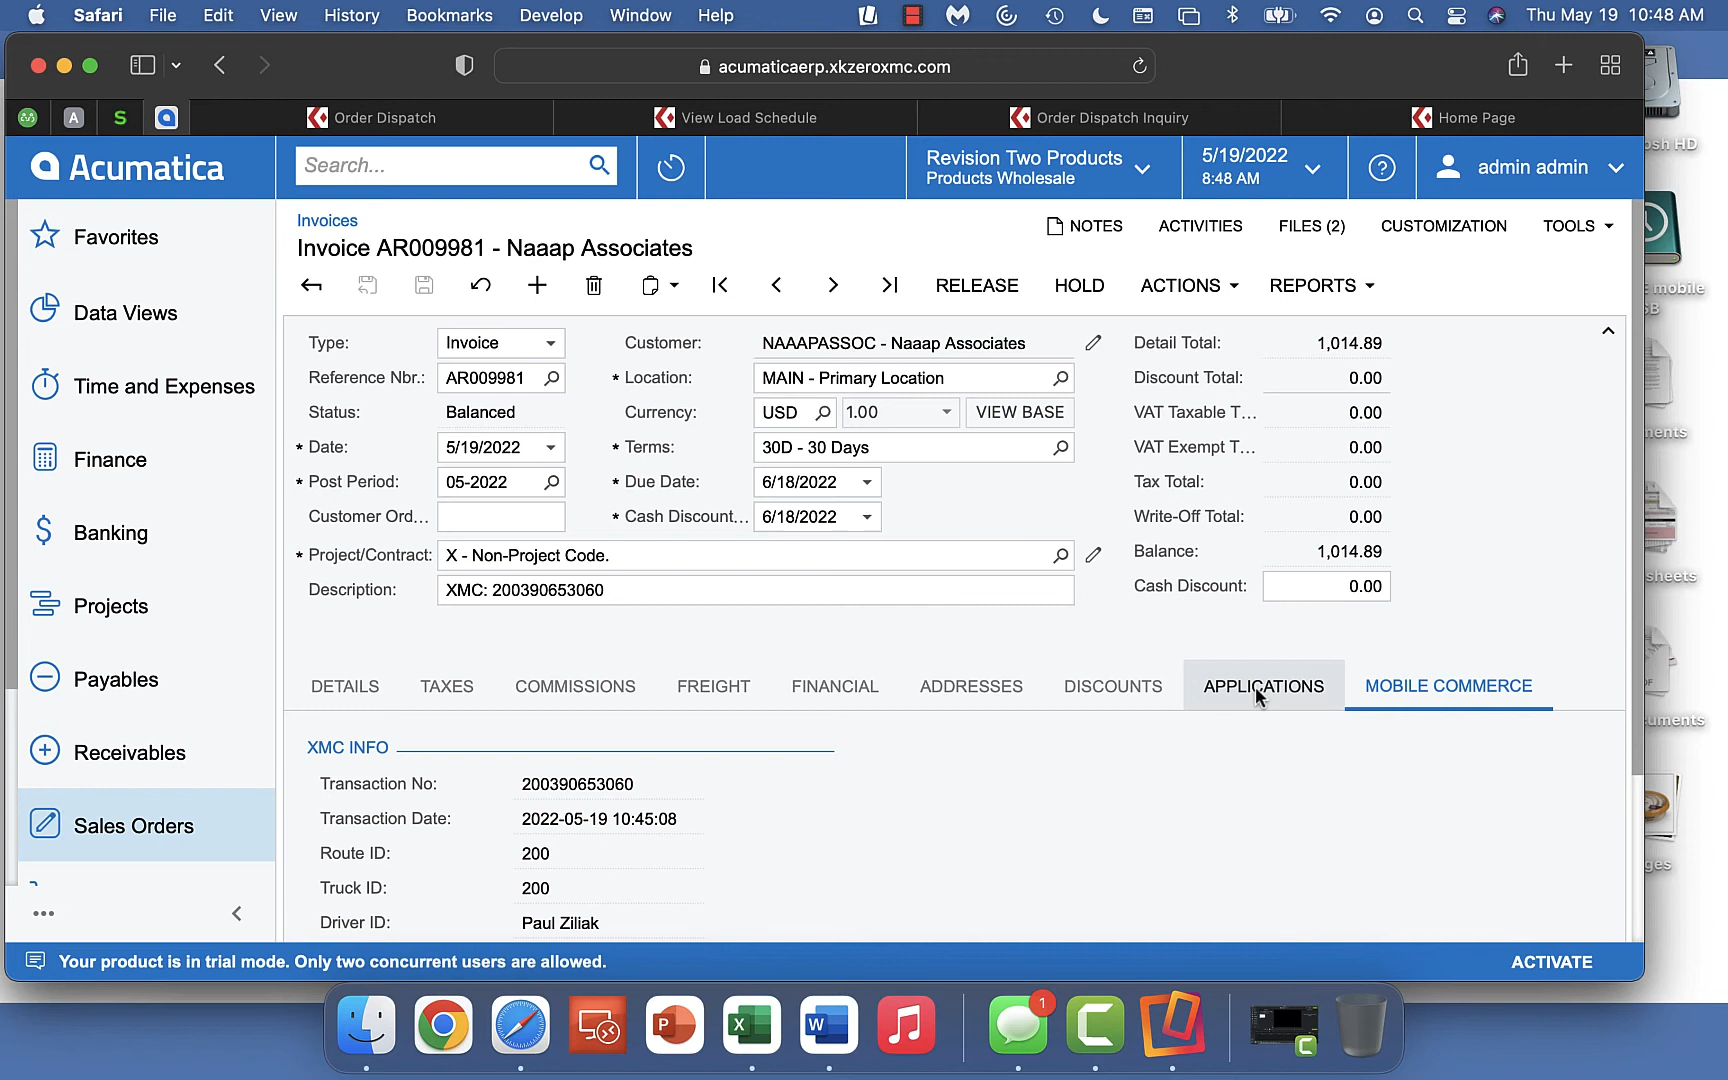 Safari File Edit View History Bookmarks Develop Window Help Thu May 19 10:48 AM
acumaticaerp.xkzeroxmc.com
A S Order Dispatch View Load Schedule Order Dispatch Inquiry Home Page
Acumatica Search... Revision Two Products 5/19/2022 admin admin
Products Wholesale 8:48 AM
Favorites
Data Views
Time and Expenses
Finance
Banking
Projects
Payables
Receivables
Sales Orders
Invoices
Invoice AR009981 - Naaap Associates
NOTES ACTIVITIES FILES (2) CUSTOMIZATION TOOLS
RELEASE HOLD ACTIONS REPORTS
Type: Invoice Customer: NAAAPASSOC - Naaap Associates Detail Total: 1,014.89
Reference Nbr.: AR009981 * Location: MAIN - Primary Location Discount Total: 0.00
Status: Balanced Currency: USD 1.00 VIEW BASE VAT Taxable T... 0.00
* Date: 5/19/2022 * Terms: 30D - 30 Days VAT Exempt T... 0.00
* Post Period: 05-2022 * Due Date: 6/18/2022 Tax Total: 0.00
Customer Ord... * Cash Discount... 6/18/2022 Write-Off Total: 0.00
* Project/Contract: X - Non-Project Code. Balance: 1,014.89
Description: XMC: 200390653060 Cash Discount: 0.00
DETAILS TAXES COMMISSIONS FREIGHT FINANCIAL ADDRESSES DISCOUNTS APPLICATIONS MOBILE COMMERCE
XMC INFO
Transaction No: 200390653060
Transaction Date: 2022-05-19 10:45:08
Route ID: 200
Truck ID: 200
Driver ID: Paul Ziliak
Your product is in trial mode. Only two concurrent users are allowed. ACTIVATE
osh HD
mobile
SB
ments
sheets
uments
ges
P X W 1 C C